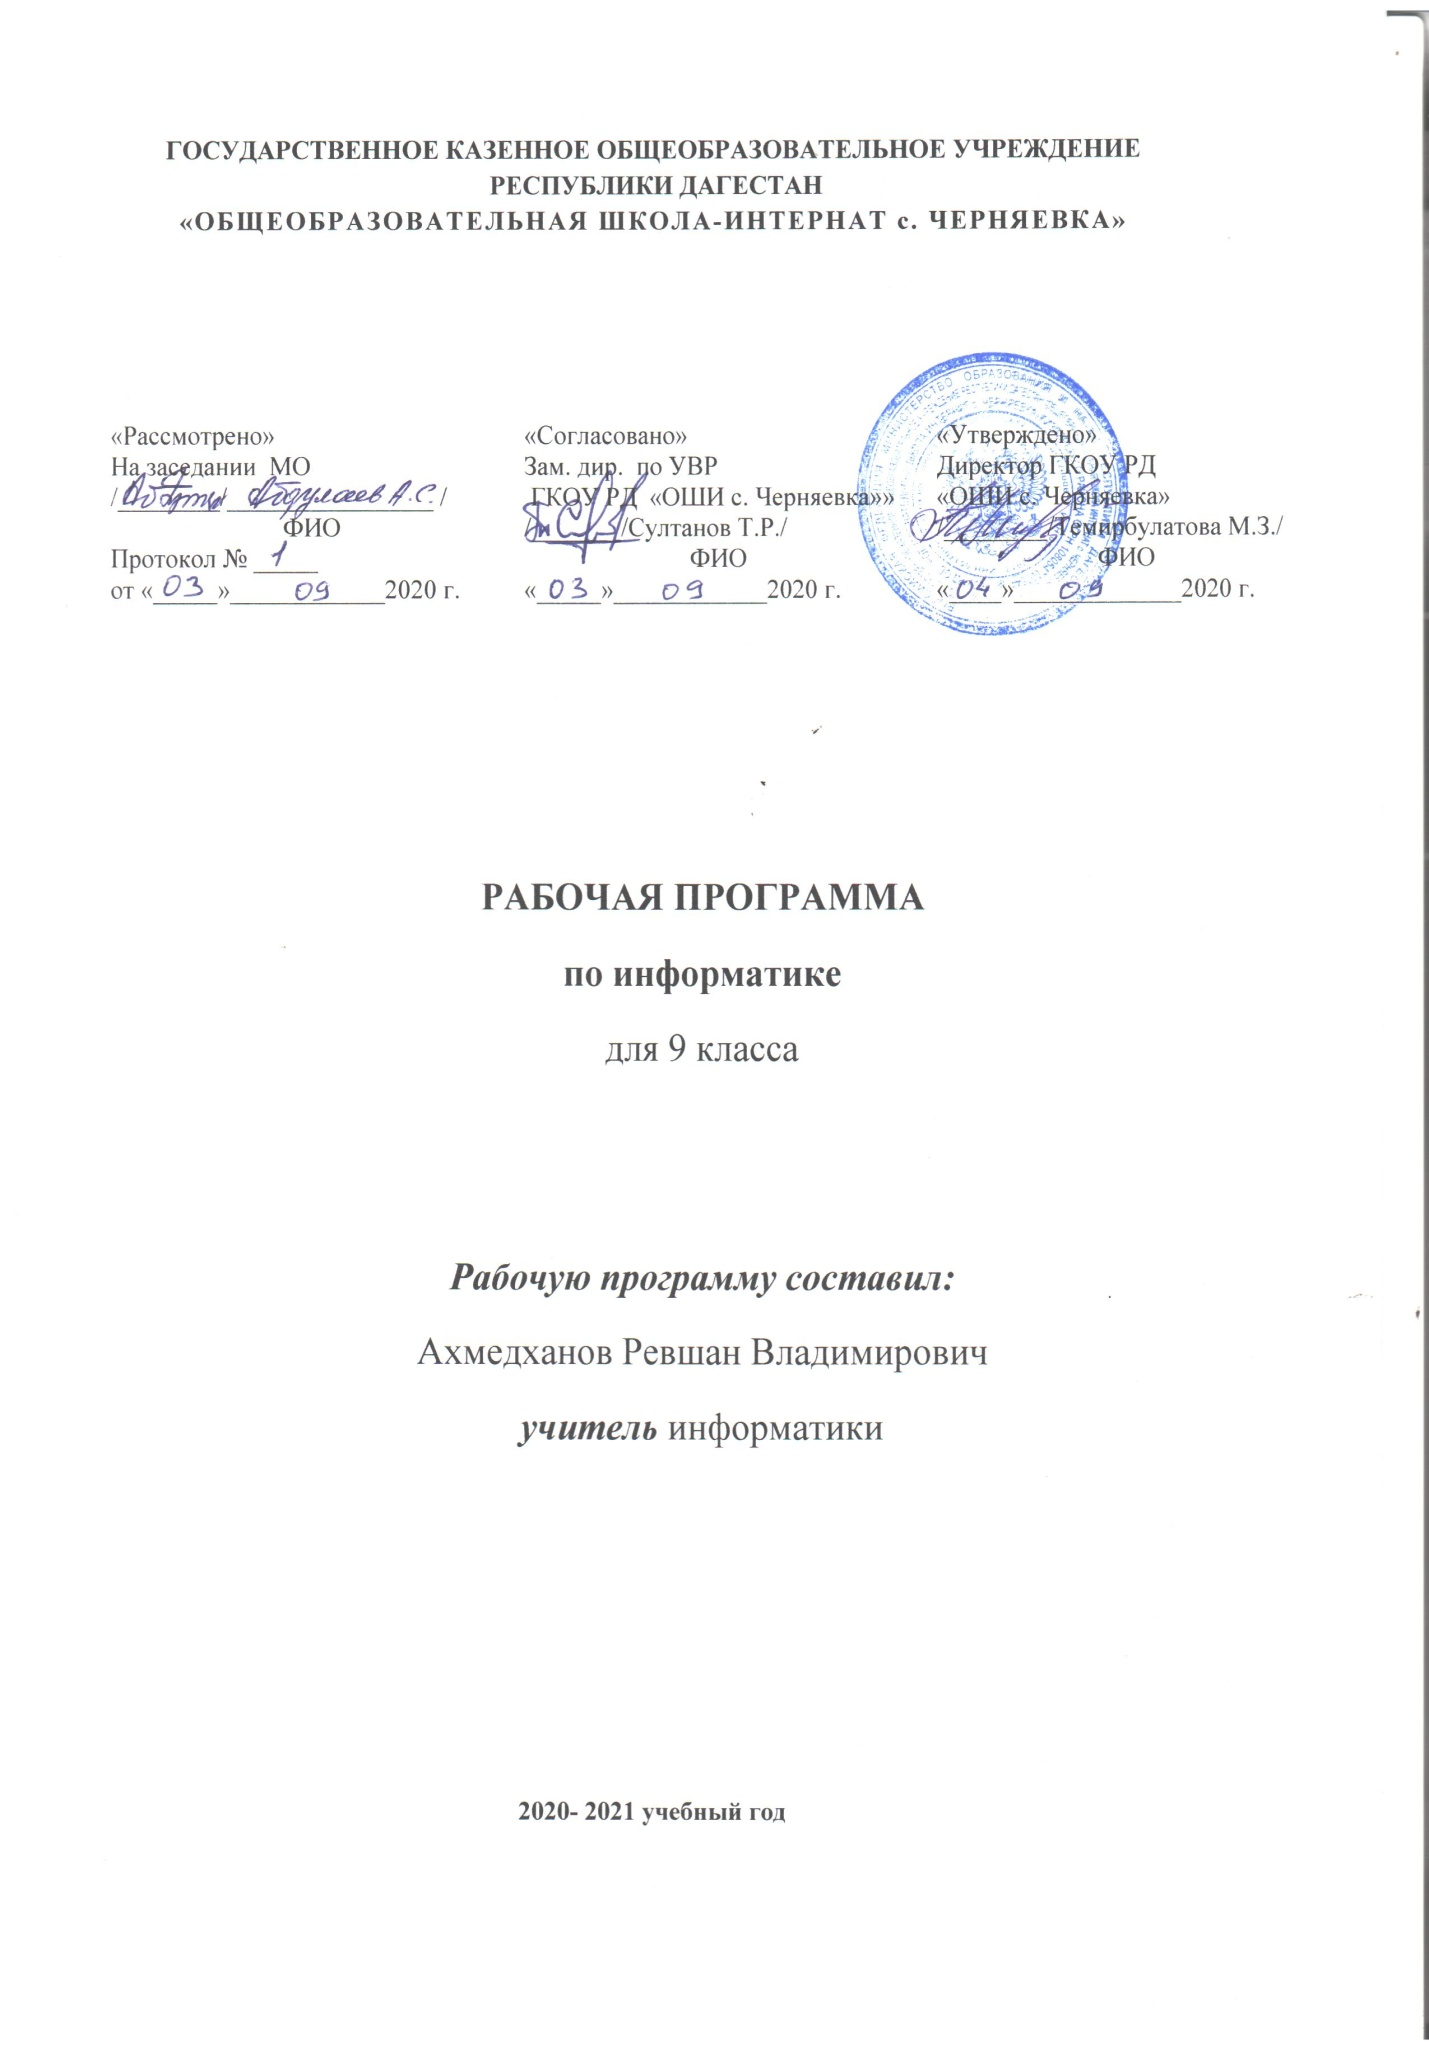 ГОСУДАРСТВЕННОЕ КАЗЕННОЕ ОБЩЕОБРАЗОВАТЕЛЬНОЕ УЧРЕЖДЕНИЕ
РЕСПУБЛИКИ ДАГЕСТАН
«ОБЩЕОБРАЗОВАТЕЛЬНАЯ ШКОЛА-ИНТЕРНАТ с. ЧЕРНЯЕВКА»
«Рассмотрено»
На заседании МО
/ / Абдулаев А.С. /
ФИО
Протокол № 1
от «03» 09 2020 г.
«Согласовано»
Зам. дир. по УВР
ГКОУ РД «ОШИ с. Черняевка»»
/ /Султанов Т.Р./
ФИО
«03» 09 2020 г.
«Утверждено»
Директор ГКОУ РД
«ОШИ с. Черняевка»
/Темирбулатова М.З./
ФИО
«04» 09 2020 г.
РАБОЧАЯ ПРОГРАММА
по информатике
для 9 класса
Рабочую программу составил:
Ахмедханов Ревшан Владимирович
учитель информатики
2020- 2021 учебный год